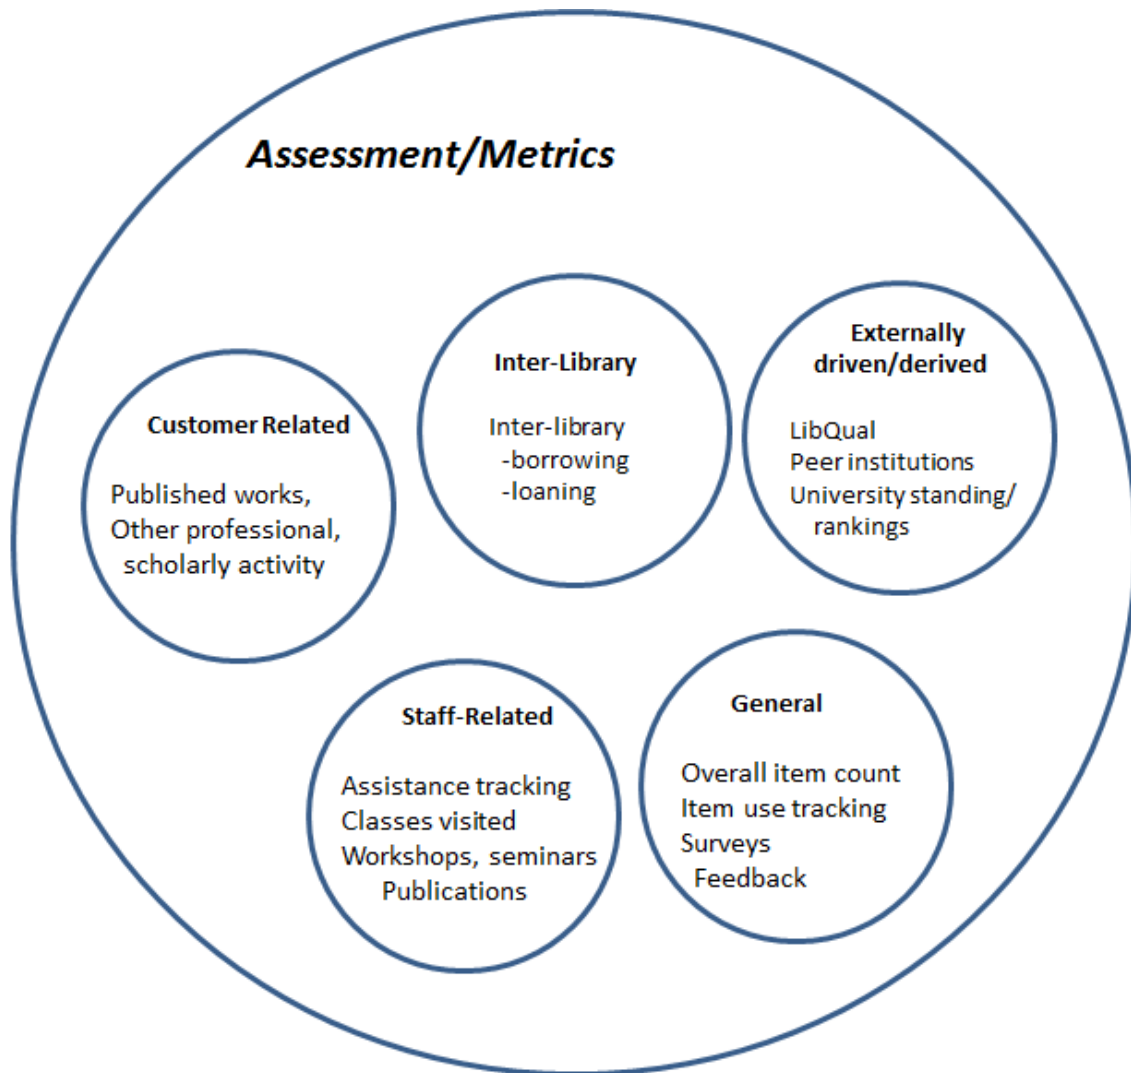 Assessment/Metrics
Customer Related
Published works,
Other professional,
scholarly activity
Inter-Library
Inter-library
-borrowing
-loaning
Externally
driven/derived
LibQual
Peer institutions
University standing/
rankings
Staff-Related
Assistance tracking
Classes visited
Workshops, seminars
Publications
General
Overall item count
Item use tracking
Surveys
Feedback